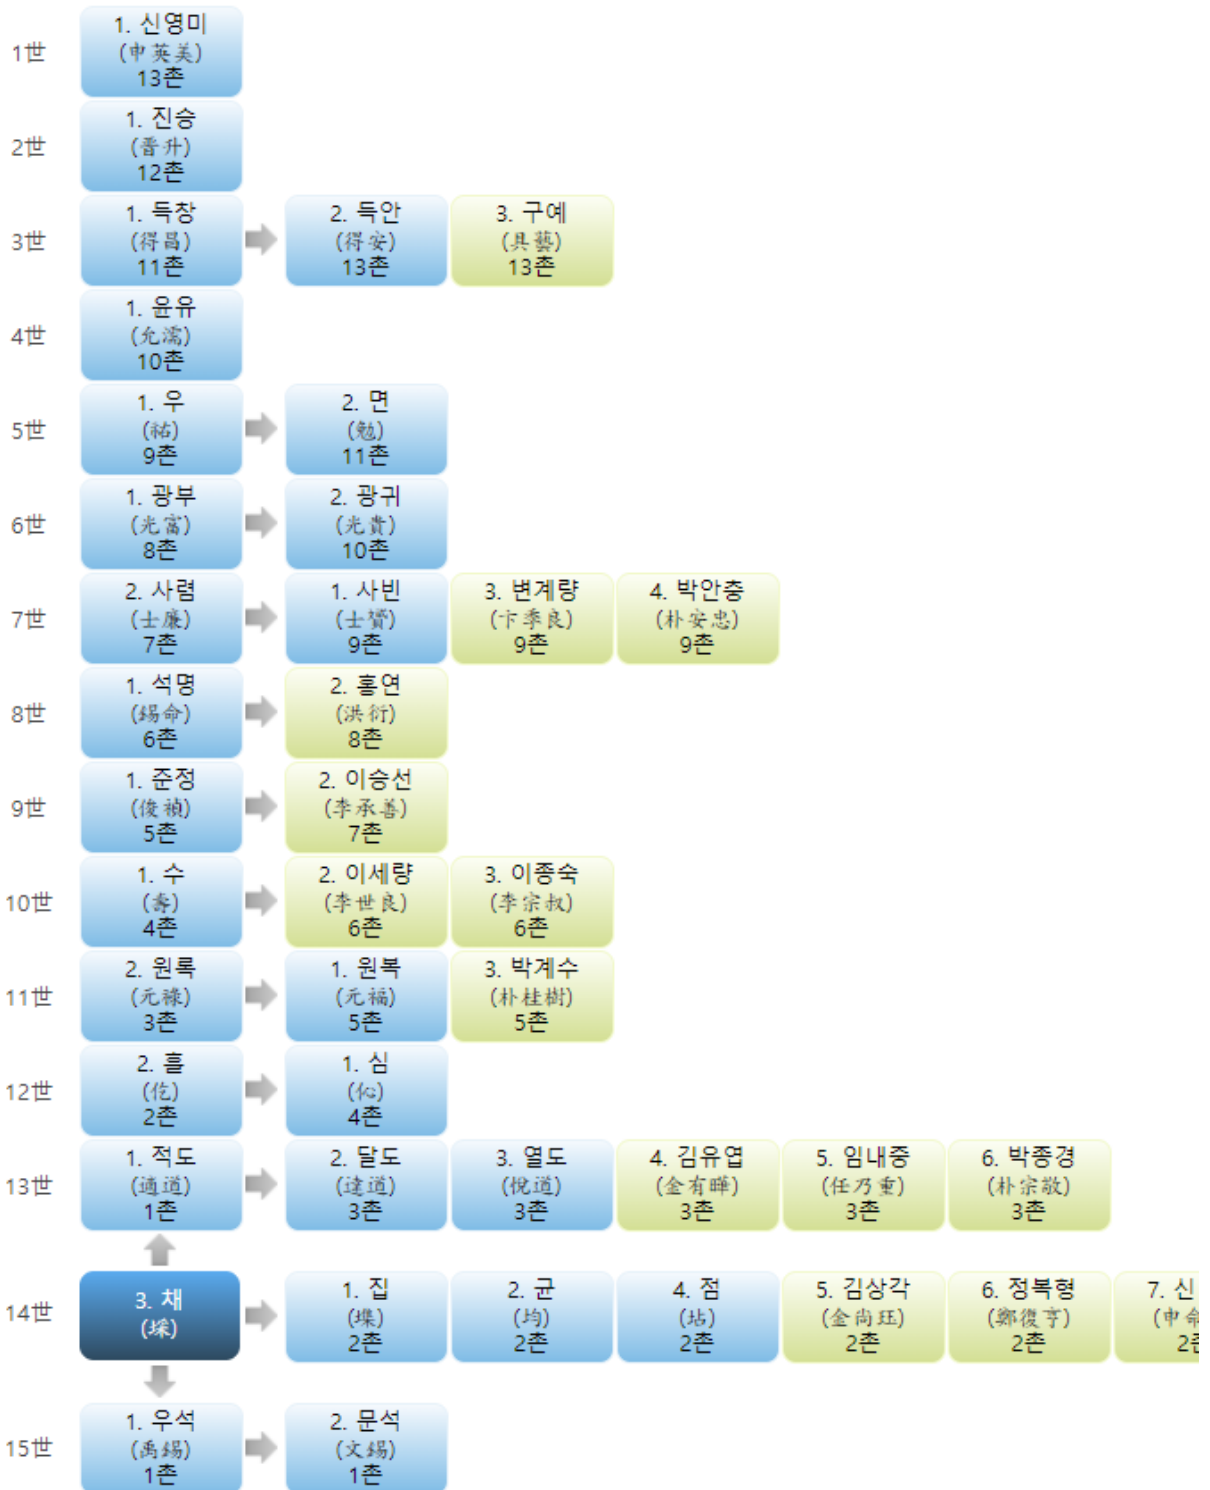 1世
1. 신영미
(申英美)
13촌
2世
1. 진승
(晋升)
12촌
3世
1. 득창
(得昌)
11촌
2. 득안
(得安)
13촌
3. 구예
(具藝)
13촌
4世
1. 윤유
(允濡)
10촌
5世
1. 우
(祐)
9촌
2. 면
(勉)
11촌
6世
1. 광부
(光富)
8촌
2. 광귀
(光貴)
10촌
7世
2. 사렴
(士廉)
7촌
1. 사빈
(士贇)
9촌
3. 변계량
(卞季良)
9촌
4. 박안충
(朴安忠)
9촌
8世
1. 석명
(錫命)
6촌
2. 홍연
(洪衍)
8촌
9世
1. 준정
(俊禎)
5촌
2. 이승선
(李承善)
7촌
10世
1. 수
(壽)
4촌
2. 이세량
(李世良)
6촌
3. 이종숙
(李宗叔)
6촌
11世
2. 원록
(元祿)
3촌
1. 원복
(元福)
5촌
3. 박계수
(朴桂樹)
5촌
12世
2. 흘
(仡)
2촌
1. 심
(伈)
4촌
13世
1. 적도
(適道)
1촌
2. 달도
(達道)
3촌
3. 열도
(悅道)
3촌
4. 김유엽
(金有曄)
3촌
5. 임내중
(任乃重)
3촌
6. 박종경
(朴宗敬)
3촌
14世
3. 채
(埰)
1. 집
(㙫)
2촌
2. 균
(均)
2촌
4. 점
(坫)
2촌
5. 김상각
(金尙珏)
2촌
6. 정복형
(鄭復亨)
2촌
7. 신
(申命
2촌
15世
1. 우석
(禹錫)
1촌
2. 문석
(文錫)
1촌